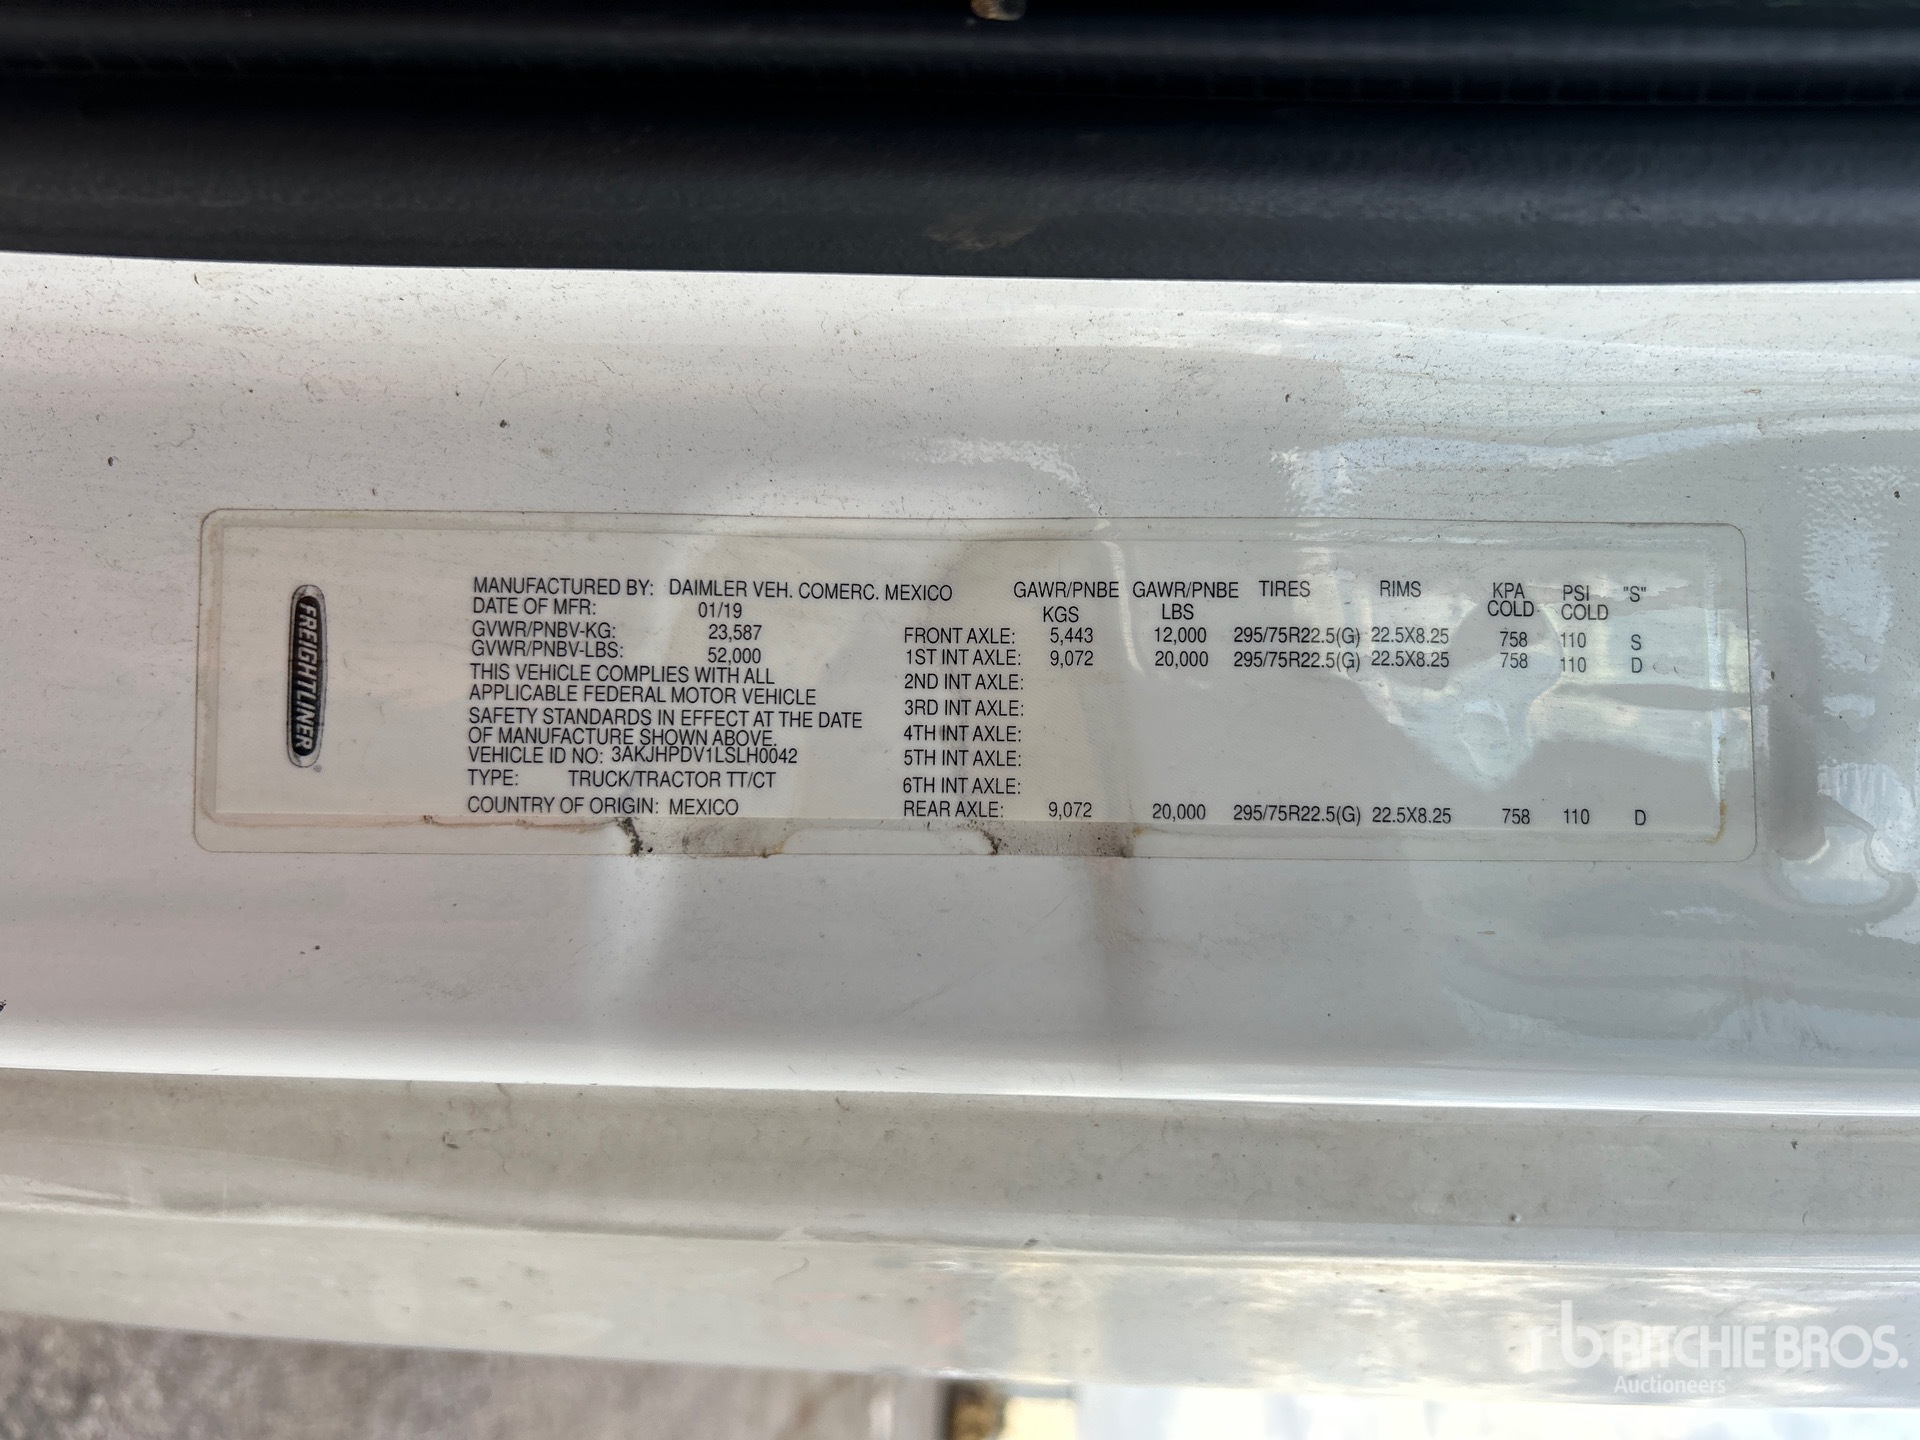 FREIGHTLINER
MANUFACTURED BY: DAIMLER VEH. COMERC. MEXICO
DATE OF MFR: 01/19
GVWR/PNBV-KG: 23,587
GVWR/PNBV-LBS: 52,000
THIS VEHICLE COMPLIES WITH ALL
APPLICABLE FEDERAL MOTOR VEHICLE
SAFETY STANDARDS IN EFFECT AT THE DATE
OF MANUFACTURE SHOWN ABOVE.
VEHICLE ID NO: 3AKJHPDV1LSLH0042
TYPE: TRUCK/TRACTOR TT/CT
COUNTRY OF ORIGIN: MEXICO
GAWR/PNBE GAWR/PNBE TIRES RIMS KPA PSI "S"
KGS LBS COLD COLD
FRONT AXLE: 5,443 12,000 295/75R22.5(G) 22.5X8.25 758 110 S
1ST INT AXLE: 9,072 20,000 295/75R22.5(G) 22.5X8.25 758 110 D
2ND INT AXLE:
3RD INT AXLE:
4TH INT AXLE:
5TH INT AXLE:
6TH INT AXLE:
REAR AXLE: 9,072 20,000 295/75R22.5(G) 22.5X8.25 758 110 D
rb RITCHIE BROS.
Auctioneers